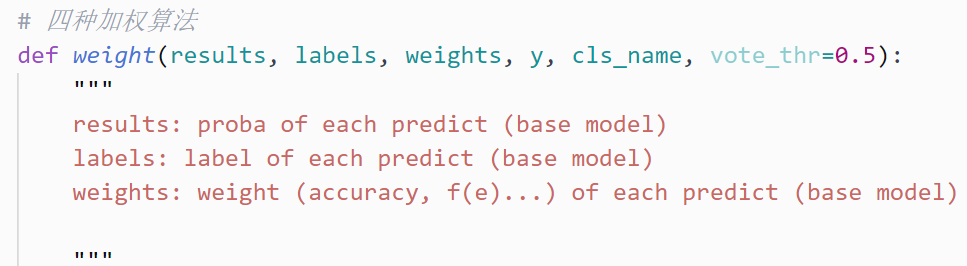 # 四种加权算法
def weight(results, labels, weights, y, cls_name, vote_thr=0.5):
"""
results: proba of each predict (base model)
labels: label of each predict (base model)
weights: weight (accuracy, f(e)...) of each predict (base model)
"""